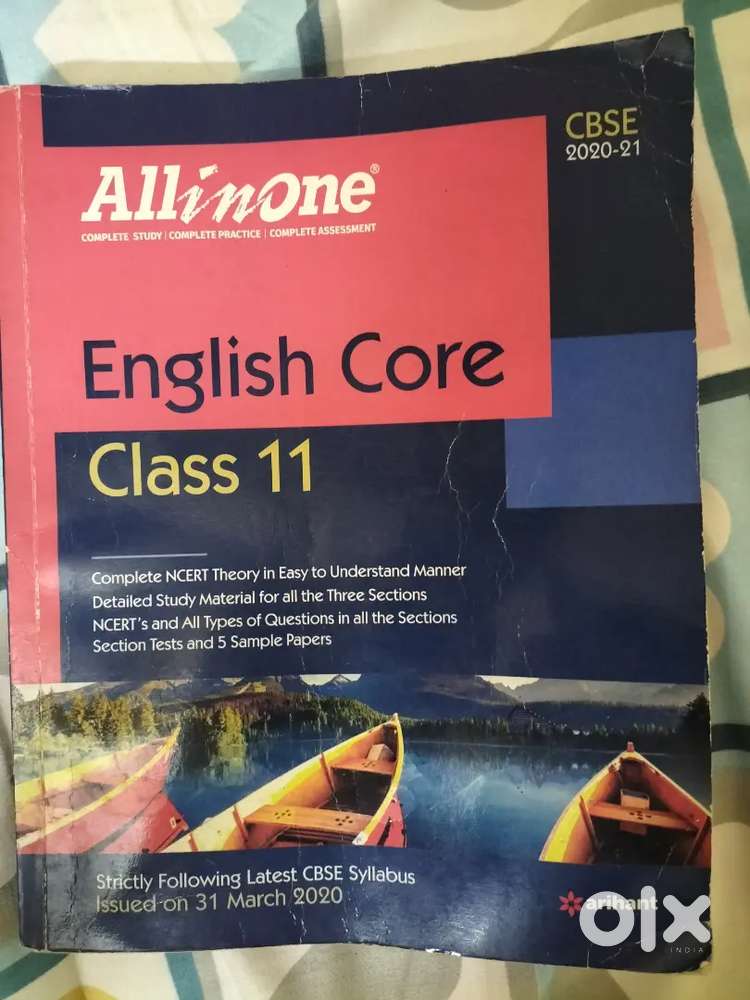 CBSE
2020-21
All in One®
COMPLETE STUDY | COMPLETE PRACTICE | COMPLETE ASSESSMENT
English Core
Class 11
Complete NCERT Theory in Easy to Understand Manner
Detailed Study Material for all the Three Sections
NCERT's and All Types of Questions in all the Sections
Section Tests and 5 Sample Papers
Strictly Following Latest CBSE Syllabus
Issued on 31 March 2020
arihant
olx
INDIA